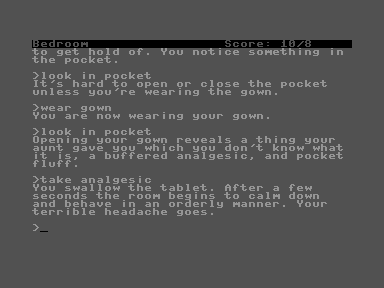 Bedroom Score: 10/8
to get hold of. You notice something in
the pocket.
>look in pocket
It's hard to open or close the pocket
unless you're wearing the gown.
>wear gown
You are now wearing your gown.
>look in pocket
Opening your gown reveals a thing your
aunt gave you which you don't know what
it is, a buffered analgesic, and pocket
fluff.
>take analgesic
You swallow the tablet. After a few
seconds the room begins to calm down
and behave in an orderly manner. Your
terrible headache goes.
>_